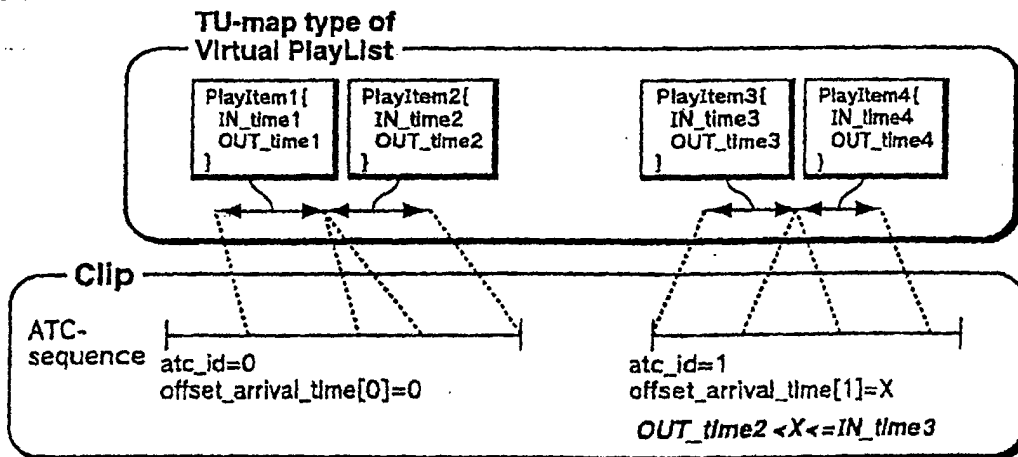 TU-map type of
Virtual PlayList
PlayItem1{
IN_time1
OUT_time1
}
PlayItem2{
IN_time2
OUT_time2
}
PlayItem3{
IN_time3
OUT_time3
}
PlayItem4{
IN_time4
OUT_time4
}
Clip
ATC-
sequence
atc_id=0
offset_arrival_time[0]=0
atc_id=1
offset_arrival_time[1]=X
OUT_time2 <X<=IN_time3